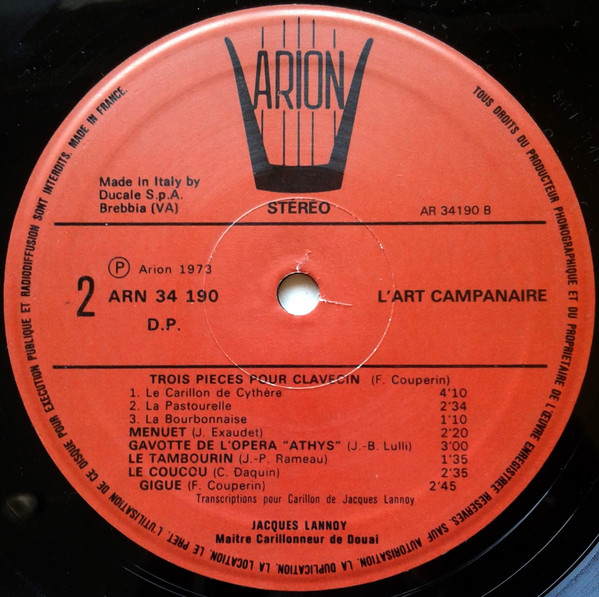 ARION
Made in Italy by
Ducale S.p.A.
Brebbia (VA)
STÉRÉO
AR 34190 B
2
Ⓟ Arion 1973
ARN 34 190
D.P.
L'ART CAMPANAIRE
TROIS PIECES POUR CLAVECIN (F. Couperin)
1. Le Carillon de Cythère 4'10
2. La Pastourelle 2'34
3. La Bourbonnaise 1'10
MENUET (J. Exaudet) 2'20
GAVOTTE DE L'OPERA "ATHYS" (J.-B. Lulli) 3'00
LE TAMBOURIN (J.-P. Rameau) 1'35
LE COUCOU (C. Daquin) 2'35
GIGUE (F. Couperin) 2'45
Transcriptions pour Carillon de Jacques Lannoy
JACQUES LANNOY
Maitre Carillonneur de Douai
TOUS DROITS DU PRODUCTEUR PHONOGRAPHIQUE ET DU PROPRIÉTAIRE DE L'ŒUVRE ENREGISTREE RESERVES. SAUF AUTORISATION, LA DUPLICATION, LA LOCATION, LE PRET, L'UTILISATION DE CE DISQUE POUR EXECUTION PUBLIQUE ET RADIODIFFUSION SONT INTERDITS. MADE IN FRANCE.